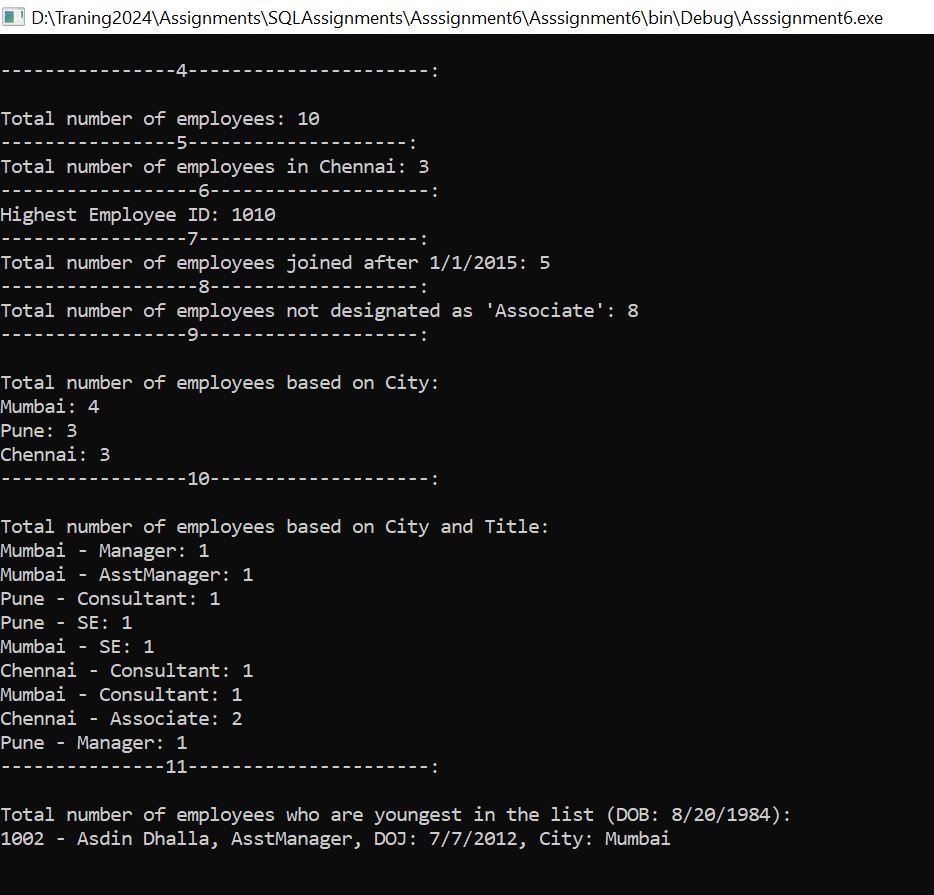 D:\Traning2024\Assignments\SQLAssignments\Asssignment6\Asssignment6\bin\Debug\Asssignment6.exe
----------------4----------------------:
Total number of employees: 10
----------------5--------------------:
Total number of employees in Chennai: 3
------------------6--------------------:
Highest Employee ID: 1010
-----------------7--------------------:
Total number of employees joined after 1/1/2015: 5
------------------8-------------------:
Total number of employees not designated as 'Associate': 8
-----------------9--------------------:
Total number of employees based on City:
Mumbai: 4
Pune: 3
Chennai: 3
-----------------10--------------------:
Total number of employees based on City and Title:
Mumbai - Manager: 1
Mumbai - AsstManager: 1
Pune - Consultant: 1
Pune - SE: 1
Mumbai - SE: 1
Chennai - Consultant: 1
Mumbai - Consultant: 1
Chennai - Associate: 2
Pune - Manager: 1
---------------11----------------------:
Total number of employees who are youngest in the list (DOB: 8/20/1984):
1002 - Asdin Dhalla, AsstManager, DOJ: 7/7/2012, City: Mumbai